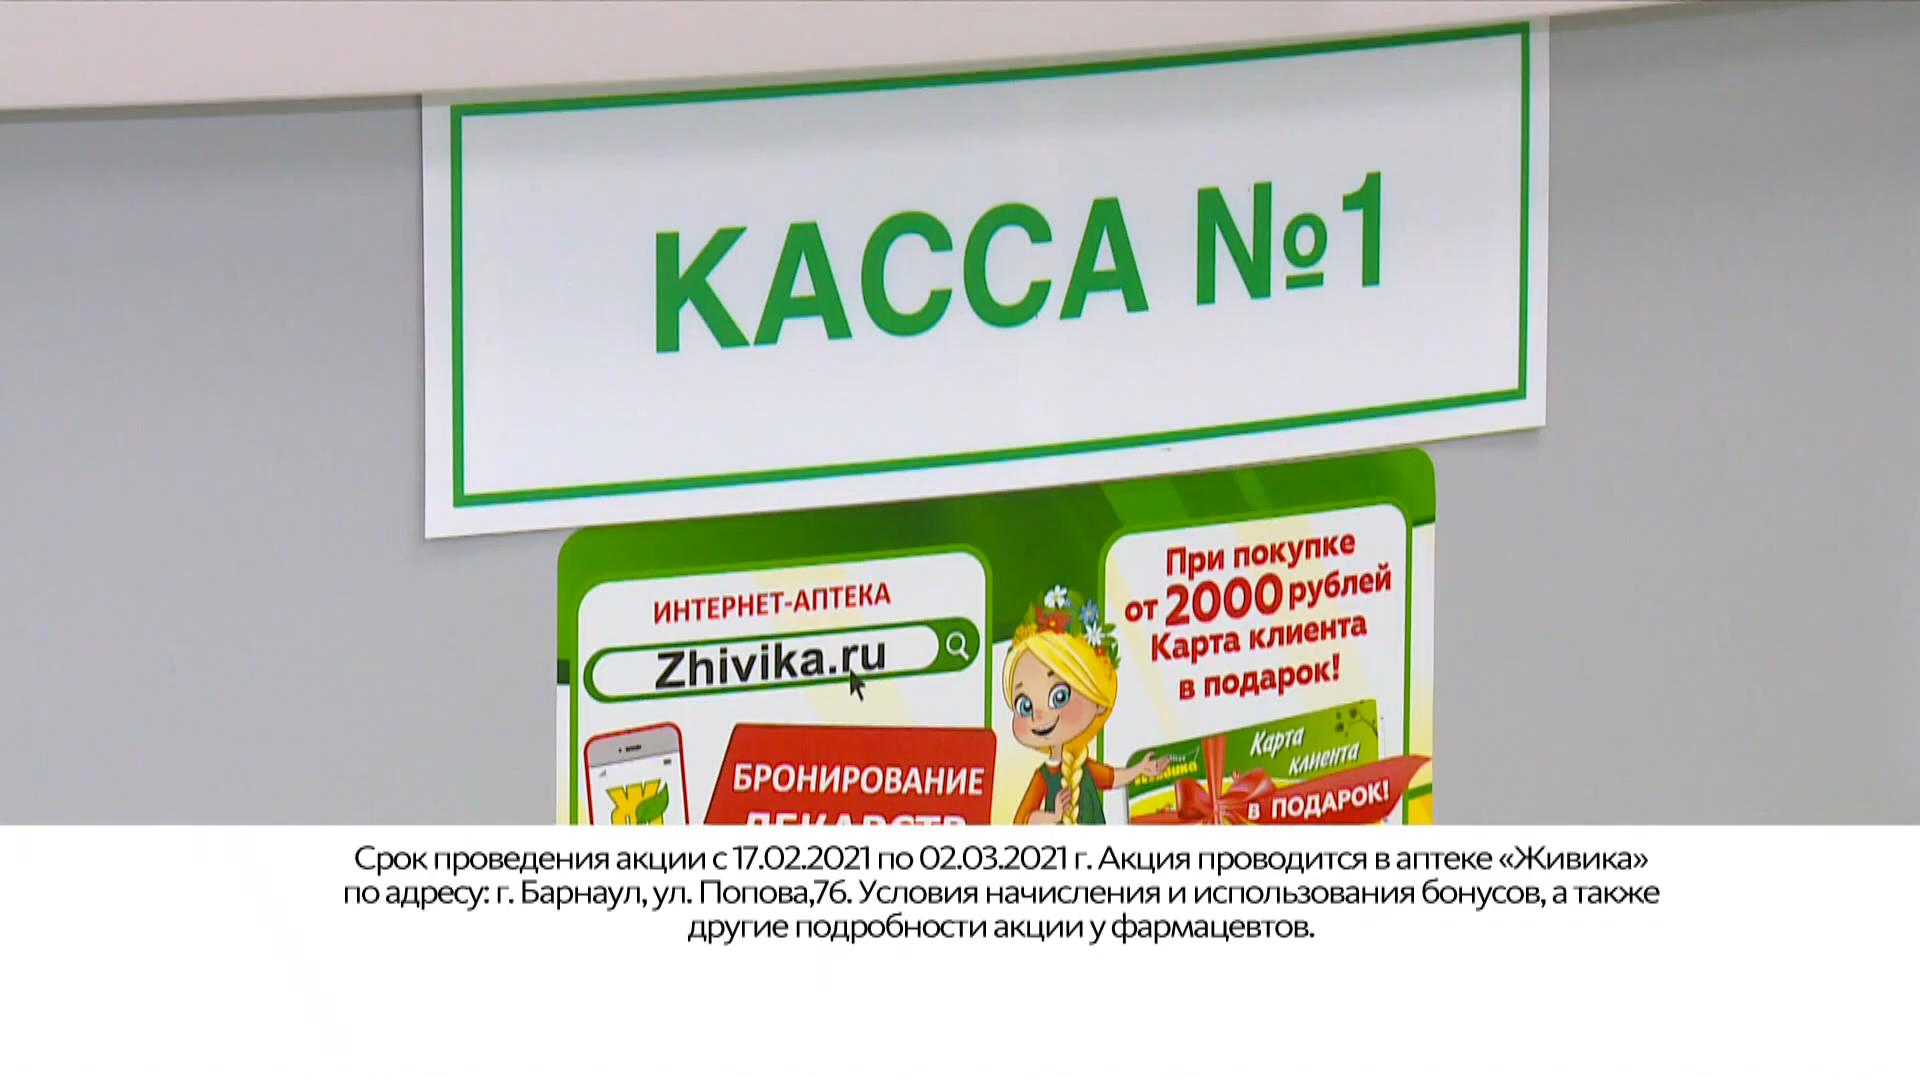 КАССА №1
ИНТЕРНЕТ-АПТЕКА
Zhivika.ru
БРОНИРОВАНИЕ
ЛЕКАРСТВ
При покупке
от 2000 рублей
Карта клиента
в подарок!
Карта
клиента
в ПОДАРОК!
Срок проведения акции с 17.02.2021 по 02.03.2021 г. Акция проводится в аптеке «Живика»
по адресу: г. Барнаул, ул. Попова,76. Условия начисления и использования бонусов, а также
другие подробности акции у фармацевтов.